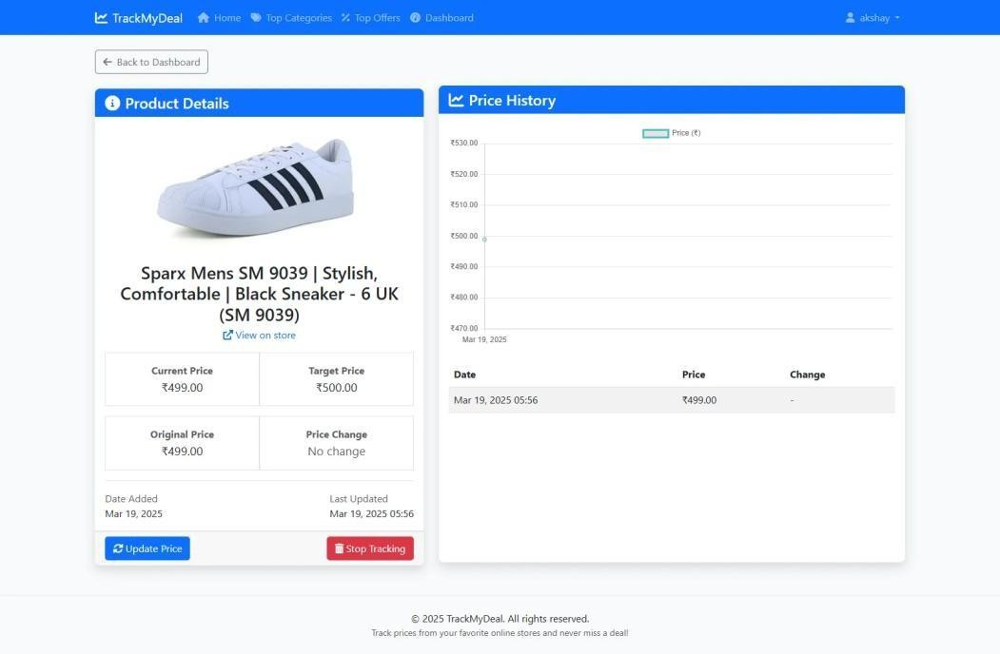 TrackMyDeal Home Top Categories Top Offers Dashboard akshay
Back to Dashboard
Product Details
Sparx Mens SM 9039 | Stylish,
Comfortable | Black Sneaker - 6 UK
(SM 9039)
View on store
Current Price Target Price
₹499.00 ₹500.00
Original Price Price Change
₹499.00 No change
Date Added Last Updated
Mar 19, 2025 Mar 19, 2025 05:56
Update Price Stop Tracking
Price History
Price (₹)
₹530.00
₹520.00
₹510.00
₹500.00
₹490.00
₹480.00
₹470.00
Mar 19, 2025
Date Price Change
Mar 19, 2025 05:56 ₹499.00 -
© 2025 TrackMyDeal. All rights reserved.
Track prices from your favorite online stores and never miss a deal!